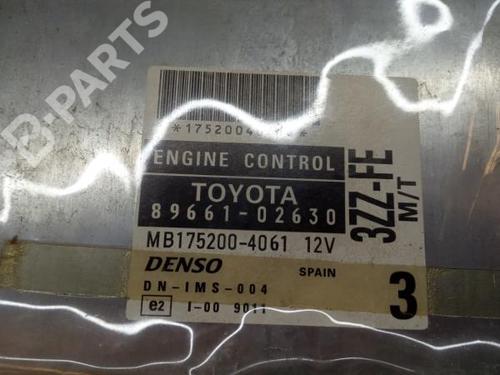 B-PARTS
ENGINE CONTROL
TOYOTA
89661-02630
MB175200-4061 12V
DENSO SPAIN
DN-IMS-004
e2 I-00 9011
3ZZ-FE
M/T
3